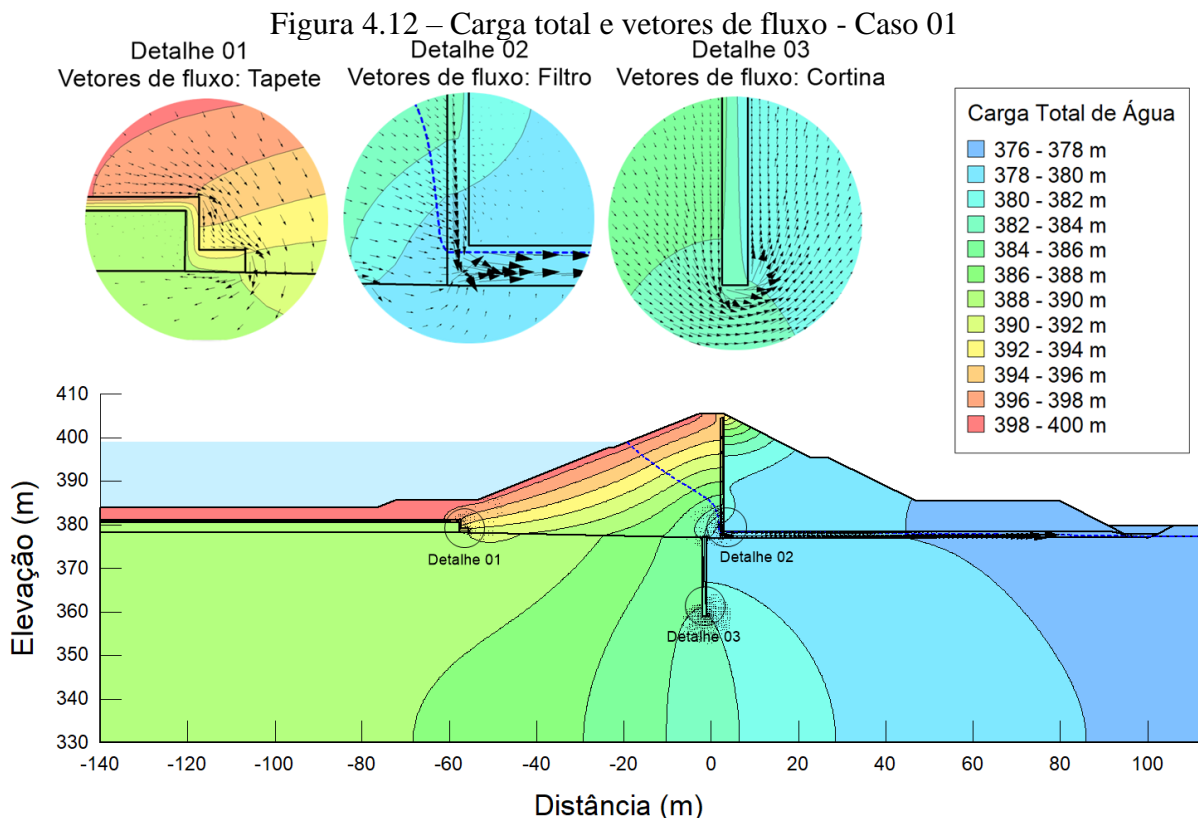 Figura 4.12 – Carga total e vetores de fluxo - Caso 01
Detalhe 01
Vetores de fluxo: Tapete
Detalhe 02
Vetores de fluxo: Filtro
Detalhe 03
Vetores de fluxo: Cortina
Carga Total de Água
376 - 378 m
378 - 380 m
380 - 382 m
382 - 384 m
384 - 386 m
386 - 388 m
388 - 390 m
390 - 392 m
392 - 394 m
394 - 396 m
396 - 398 m
398 - 400 m
Elevação (m)
410
400
390
380
370
360
350
340
330
Detalhe 01
Detalhe 02
Detalhe 03
-140
-120
-100
-80
-60
-40
-20
0
20
40
60
80
100
Distância (m)